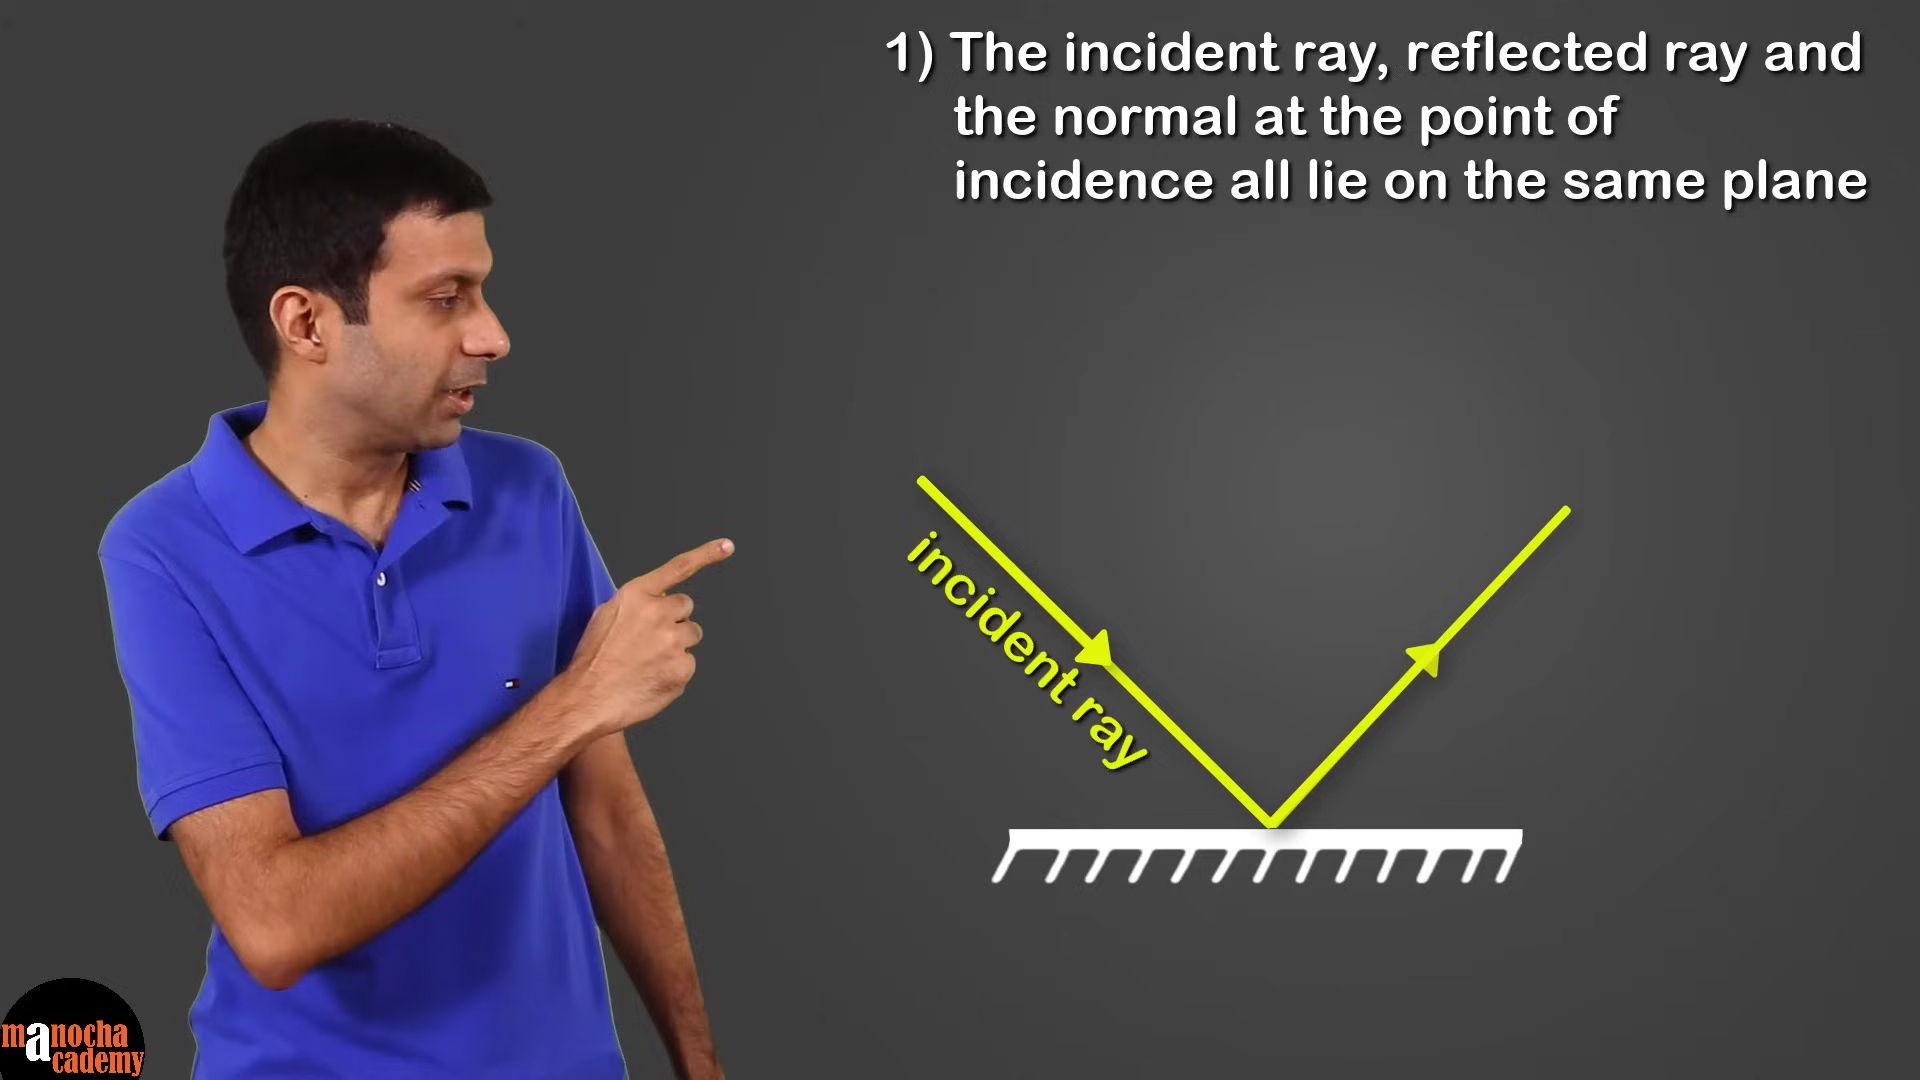 1) The incident ray, reflected ray and
the normal at the point of
incidence all lie on the same plane
incident ray
manocha
academy